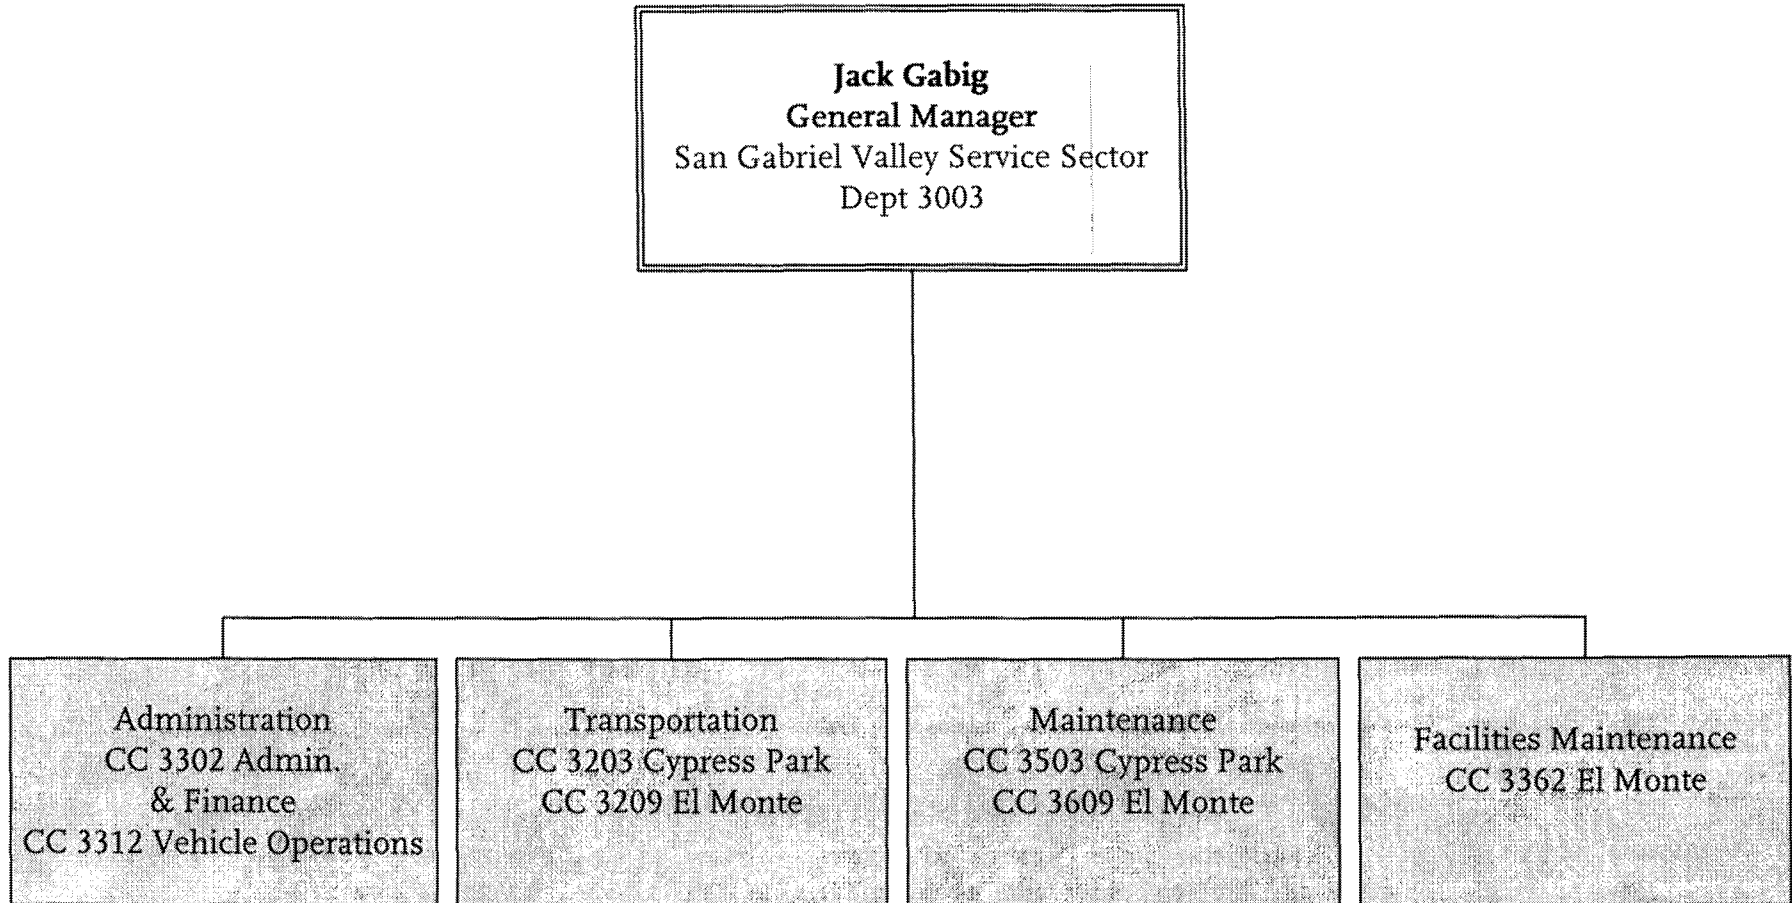 Jack Gabig
General Manager
San Gabriel Valley Service Sector
Dept 3003
Administration
CC 3302 Admin.
& Finance
CC 3312 Vehicle Operations
Transportation
CC 3203 Cypress Park
CC 3209 El Monte
Maintenance
CC 3503 Cypress Park
CC 3609 El Monte
Facilities Maintenance
CC 3362 El Monte